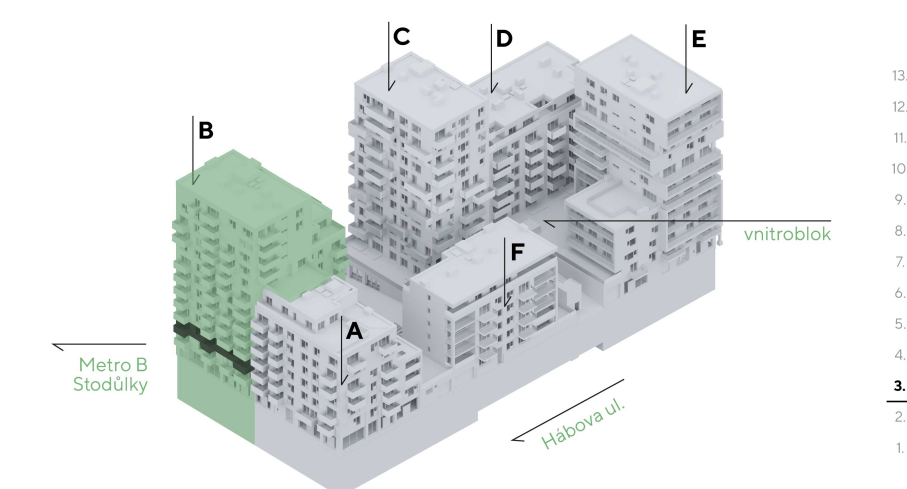 C
D
E
B
vnitroblok
F
A
Metro B
Stodůlky
Hábova ul.
13.
12.
11.
10
9.
8.
7.
6.
5.
4.
3.
2.
1.